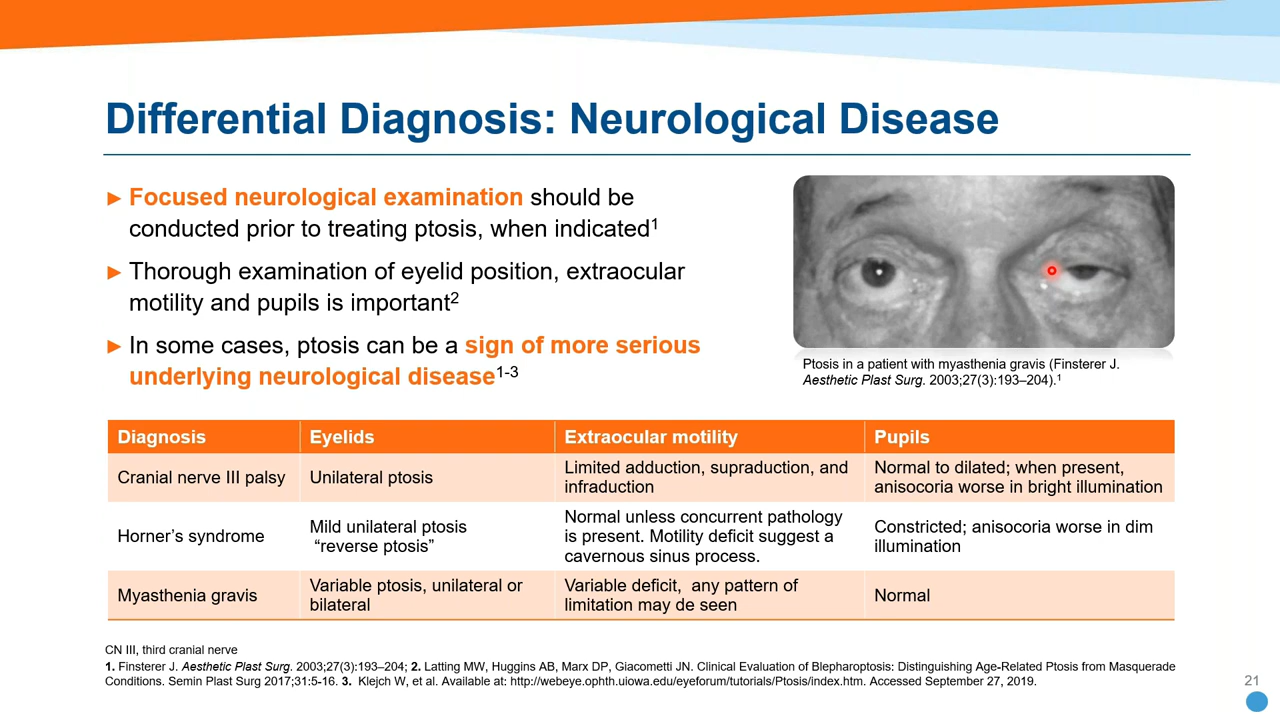 Differential Diagnosis: Neurological Disease
► Focused neurological examination should be
conducted prior to treating ptosis, when indicated1
► Thorough examination of eyelid position, extraocular
motility and pupils is important2
► In some cases, ptosis can be a sign of more serious
underlying neurological disease1-3
Ptosis in a patient with myasthenia gravis (Finsterer J.
Aesthetic Plast Surg. 2003;27(3):193–204).1
Diagnosis Eyelids Extraocular motility Pupils
Cranial nerve III palsy
Unilateral ptosis
Limited adduction, supraduction, and
infraduction
Normal to dilated; when present,
anisocoria worse in bright illumination
Horner's syndrome
Mild unilateral ptosis
“reverse ptosis”
Normal unless concurrent pathology
is present. Motility deficit suggest a
cavernous sinus process.
Constricted; anisocoria worse in dim
illumination
Myasthenia gravis
Variable ptosis, unilateral or
bilateral
Variable deficit, any pattern of
limitation may de seen
Normal
CN III, third cranial nerve
1. Finsterer J. Aesthetic Plast Surg. 2003;27(3):193–204; 2. Latting MW, Huggins AB, Marx DP, Giacometti JN. Clinical Evaluation of Blepharoptosis: Distinguishing Age-Related Ptosis from Masquerade
Conditions. Semin Plast Surg 2017;31:5-16. 3. Klejch W, et al. Available at: http://webeye.ophth.uiowa.edu/eyeforum/tutorials/Ptosis/index.htm. Accessed September 27, 2019.
21